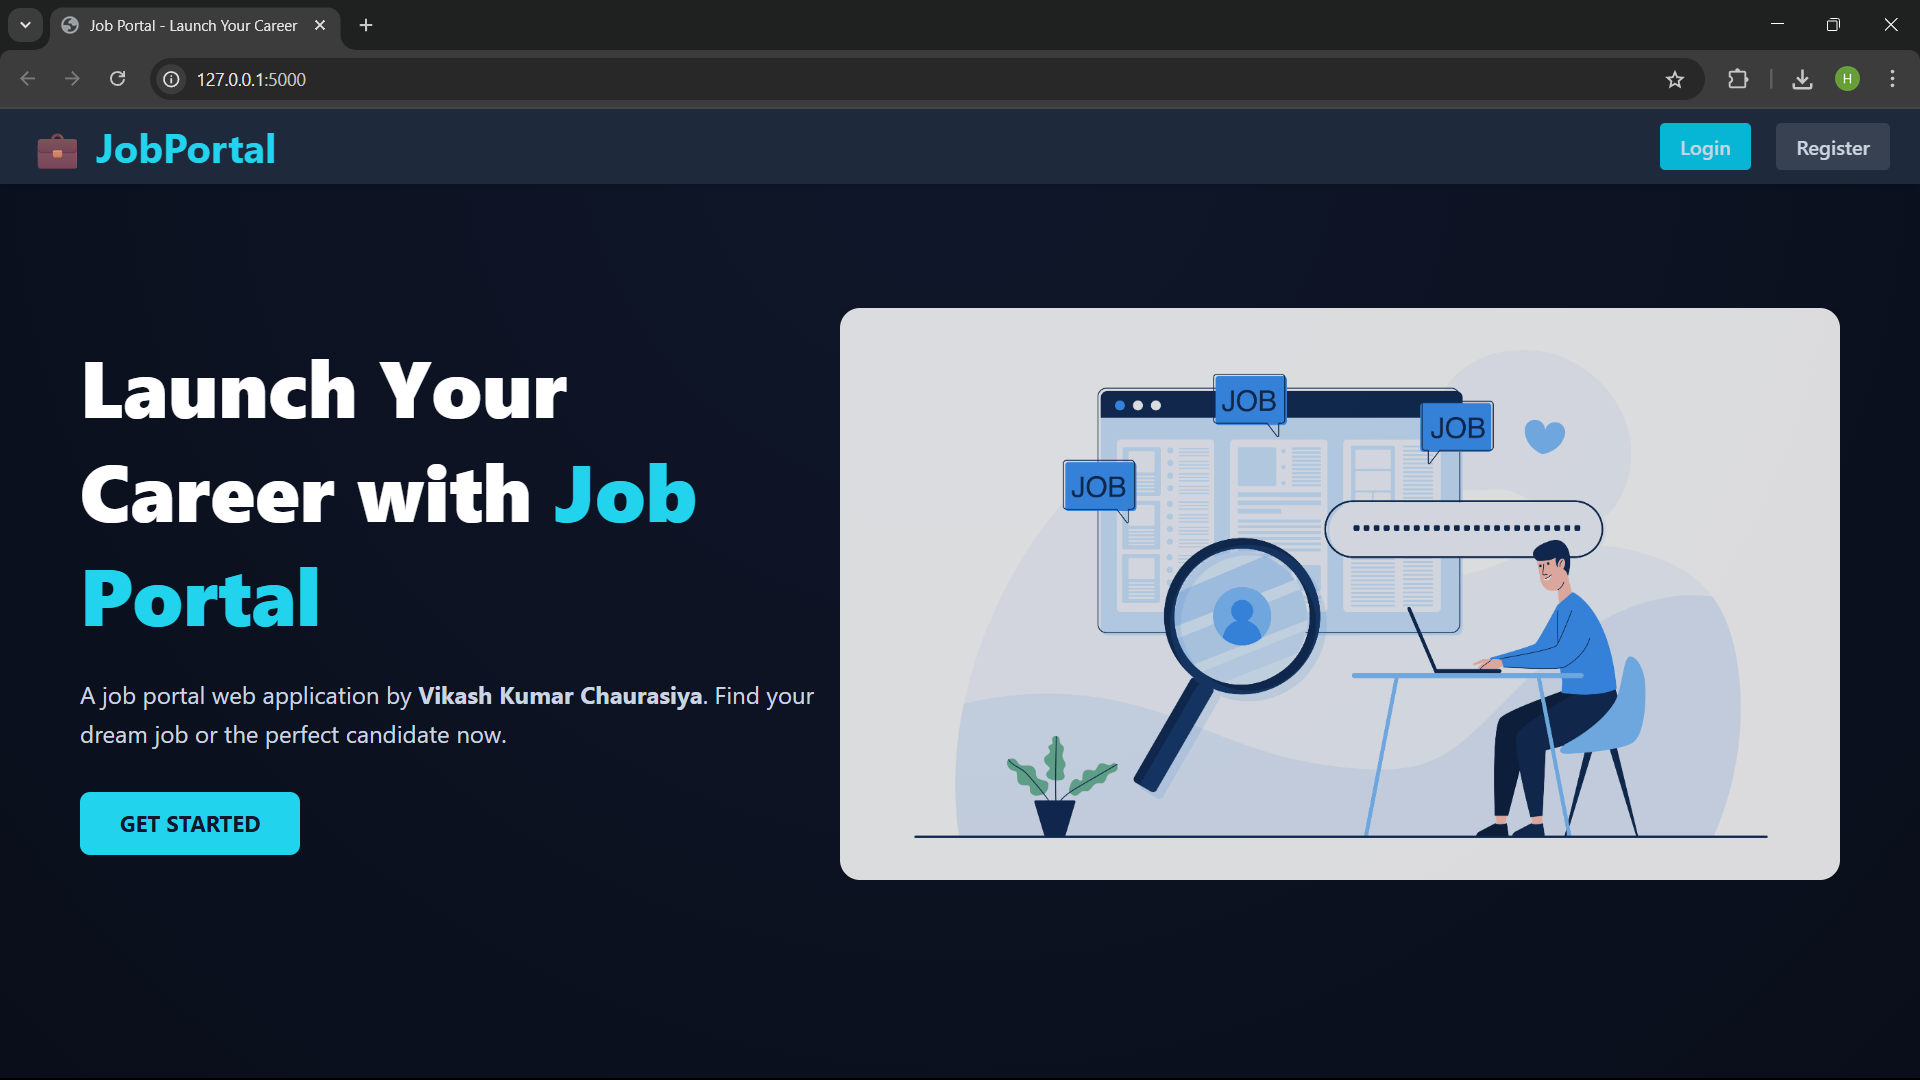 Job Portal - Launch Your Career
127.0.0.1:5000
H
JobPortal
Login
Register
Launch Your
Career with Job
Portal
A job portal web application by Vikash Kumar Chaurasiya. Find your
dream job or the perfect candidate now.
GET STARTED
JOB
JOB
JOB